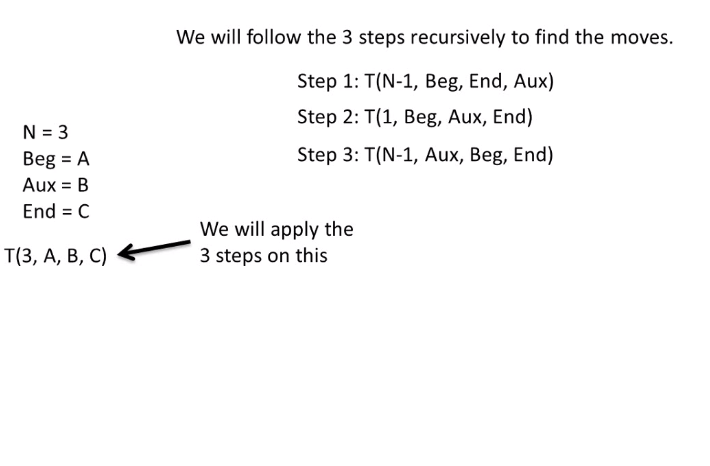 We will follow the 3 steps recursively to find the moves.
Step 1: T(N-1, Beg, End, Aux)
Step 2: T(1, Beg, Aux, End)
Step 3: T(N-1, Aux, Beg, End)
N = 3
Beg = A
Aux = B
End = C
T(3, A, B, C)
We will apply the
3 steps on this